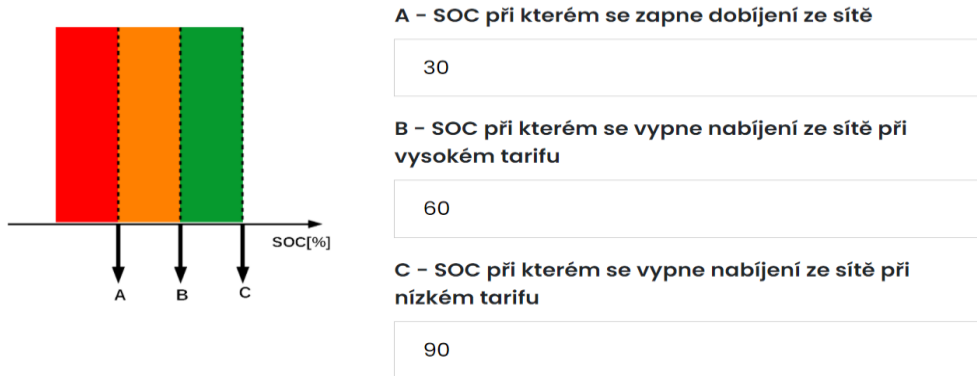 A - SOC při kterém se zapne dobíjení ze sítě
30
B - SOC při kterém se vypne nabíjení ze sítě při
vysokém tarifu
60
C - SOC při kterém se vypne nabíjení ze sítě při
nízkém tarifu
90
SOC[%]
A
B
C